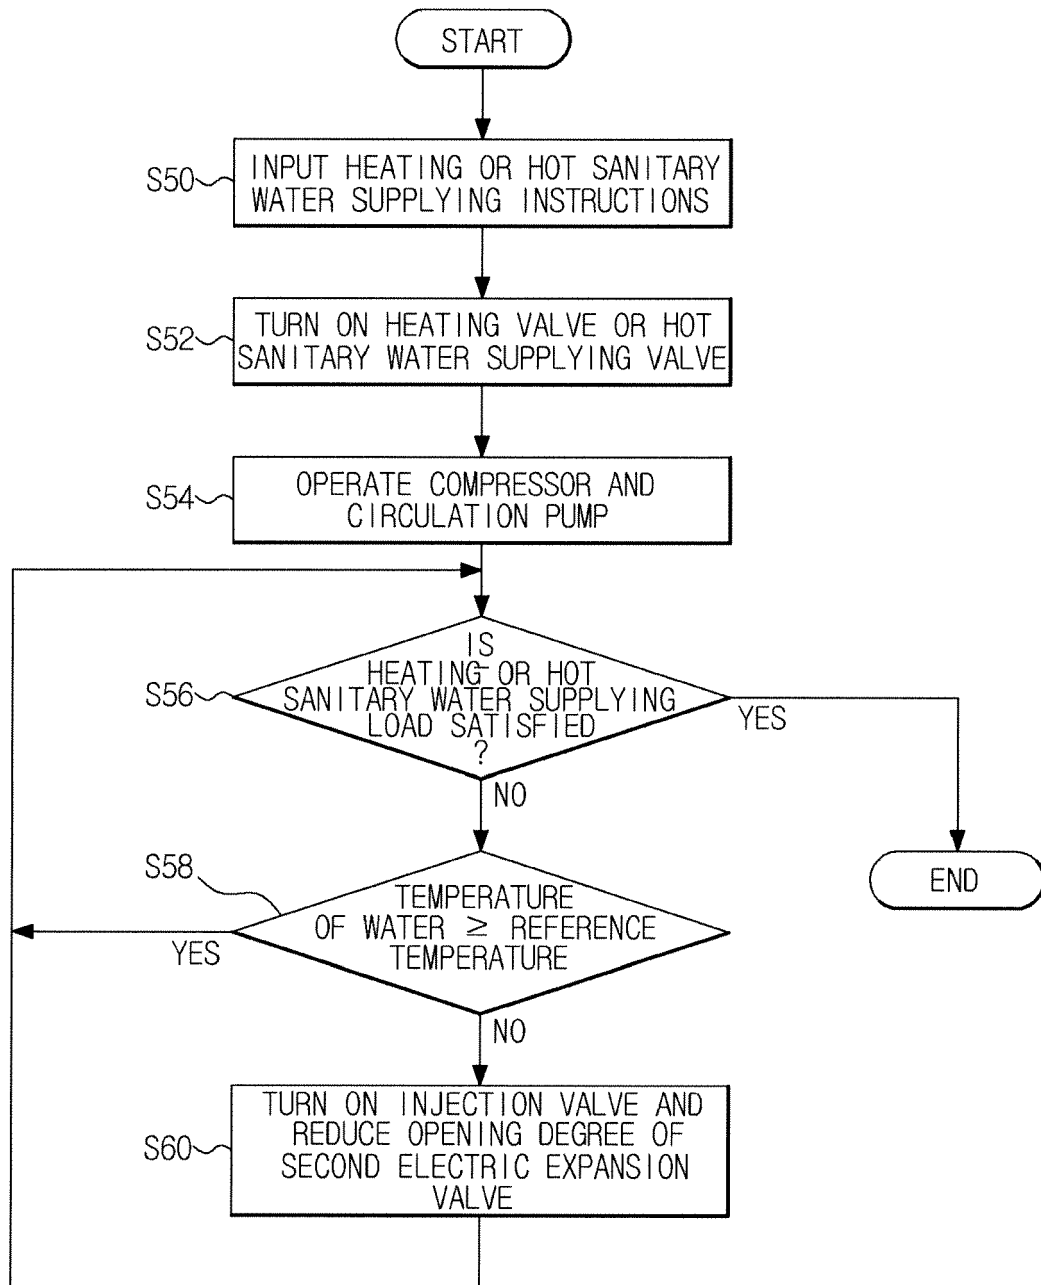 START
S50
INPUT HEATING OR HOT SANITARY
WATER SUPPLYING INSTRUCTIONS
S52
TURN ON HEATING VALVE OR HOT
SANITARY WATER SUPPLYING VALVE
S54
OPERATE COMPRESSOR AND
CIRCULATION PUMP
S56
IS
HEATING OR HOT
SANITARY WATER SUPPLYING
LOAD SATISFIED
?
YES
NO
S58
TEMPERATURE
OF WATER ≥ REFERENCE
TEMPERATURE
YES
NO
END
S60
TURN ON INJECTION VALVE AND
REDUCE OPENING DEGREE OF
SECOND ELECTRIC EXPANSION
VALVE